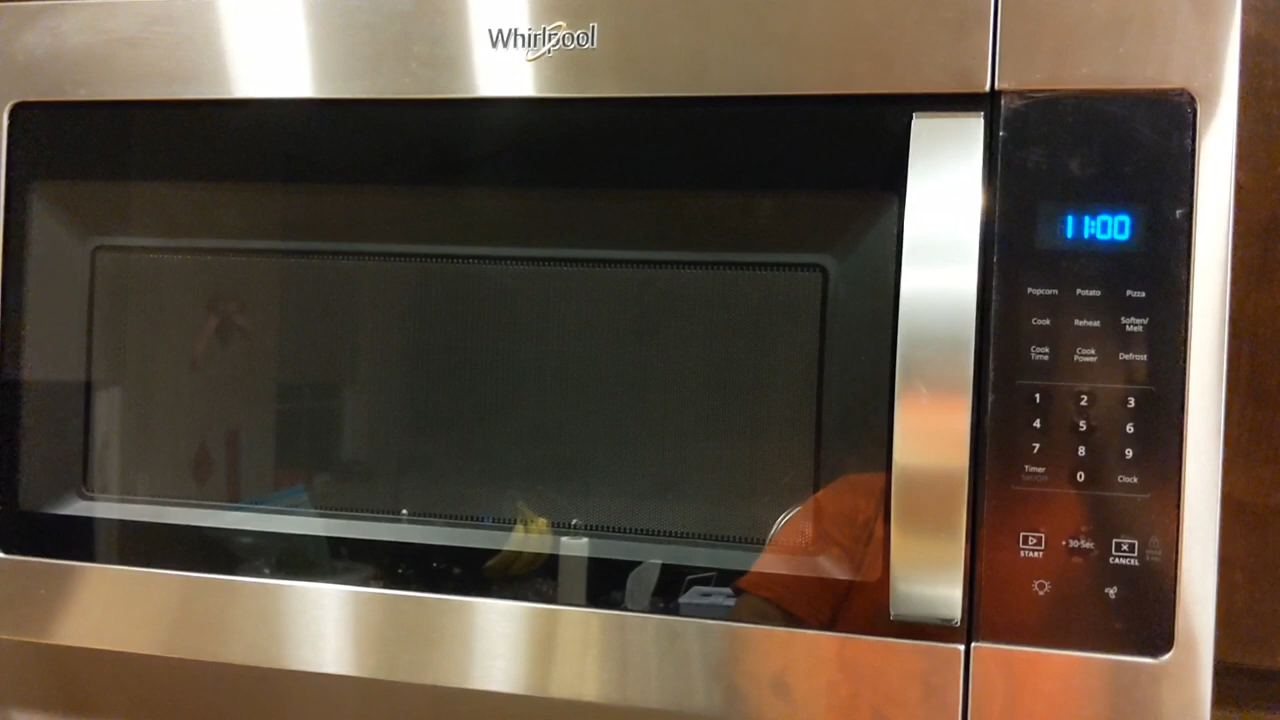 Whirlpool
11:00
Popcorn Potato Pizza
Cook Reheat Soften/
Melt
Cook Time Cook Power Defrost
1 2 3
4 5 6
7 8 9
Timer
0 Clock
START +30 Sec CANCEL